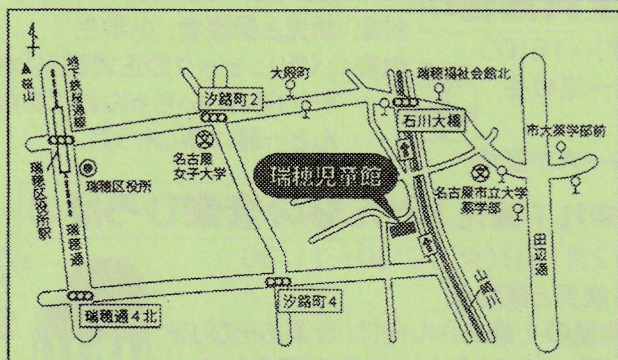 桜山
地下鉄桜通線
大殿町
瑞穂福祉会館北
汐路町2
石川大橋
市大薬学部前
名古屋
女子大学
瑞穂区役所
瑞穂区役所駅
瑞穂児童館
名古屋市立大学
薬学部
瑞穂通
田辺通
山崎川
汐路町4
瑞穂通4北